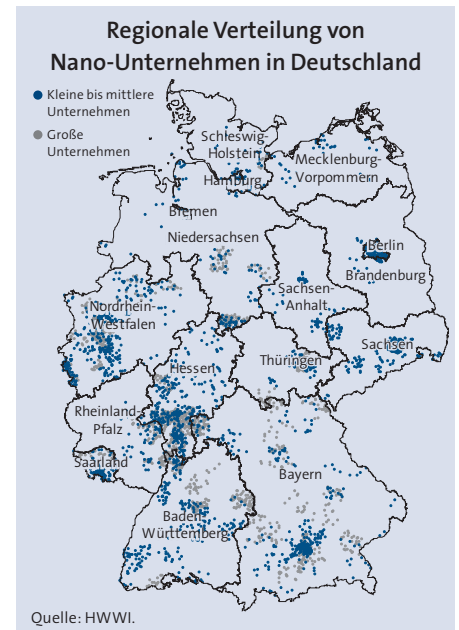 Regionale Verteilung von
Nano-Unternehmen in Deutschland
Kleine bis mittlere
Unternehmen
Große
Unternehmen
Schleswig-
Holstein
Mecklenburg-
Vorpommern
Hamburg
Bremen
Niedersachsen
Berlin
Brandenburg
Sachsen-
Anhalt
Nordrhein-
Westfalen
Sachsen
Thüringen
Hessen
Rheinland-
Pfalz
Saarland
Bayern
Baden
Württemberg
Quelle: HWWI.